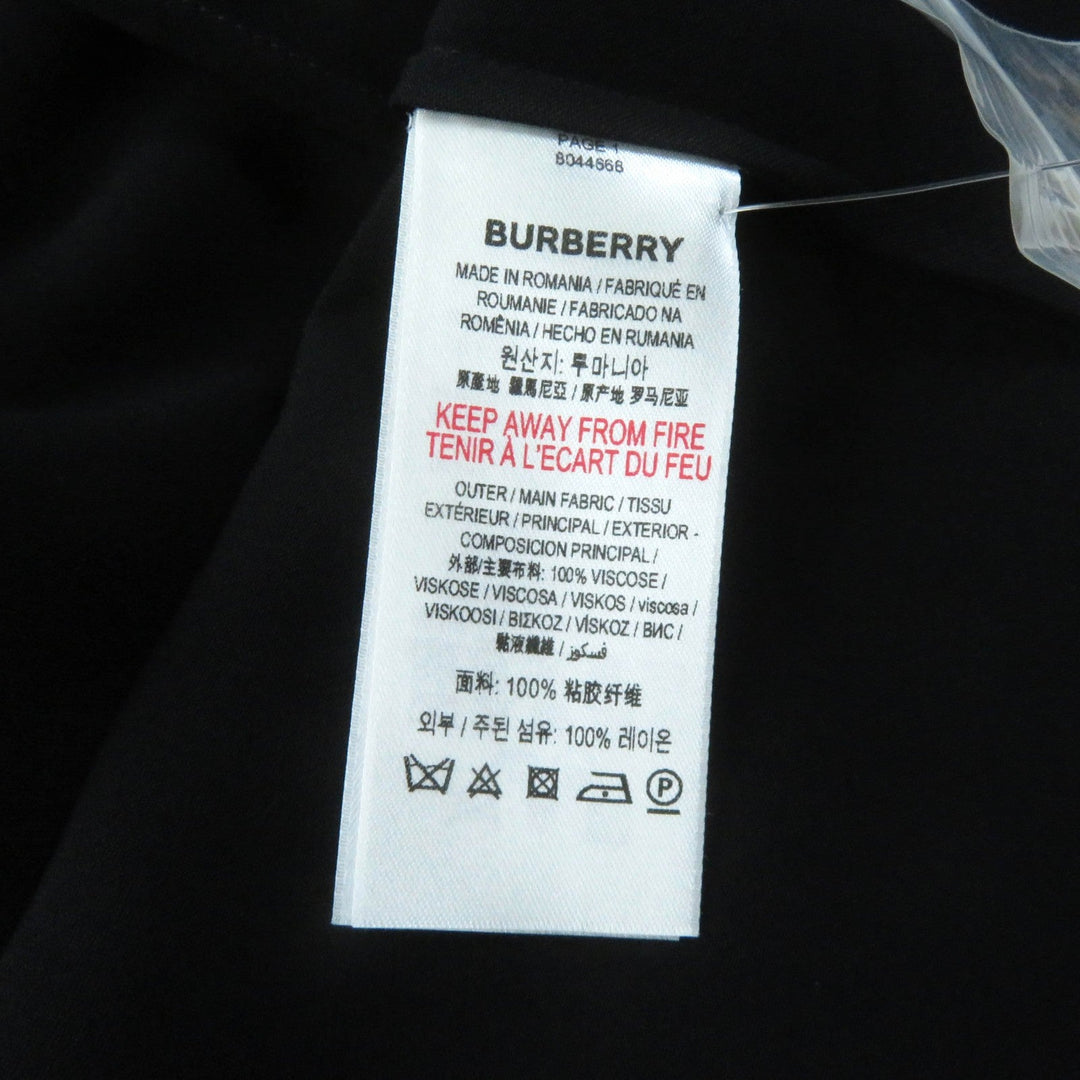 PAGE 1
8044668
BURBERRY
MADE IN ROMANIA / FABRIQUÉ EN
ROUMANIE / FABRICADO NA
ROMÊNIA / HECHO EN RUMANIA
원산지: 루마니아
原產地 羅馬尼亞 / 原产地 罗马尼亚
KEEP AWAY FROM FIRE
TENIR À L'ECART DU FEU
OUTER / MAIN FABRIC / TISSU
EXTÉRIEUR / PRINCIPAL / EXTERIOR -
COMPOSICION PRINCIPAL /
外部/主要布料: 100% VISCOSE /
VISKOSE / VISCOSA / VISKOS / viscosa /
VISKOOSI / ΒΙΣΚΟΖ / VİSKOZ / ВИС /
黏液纖維 / فسكوز
面料: 100% 粘胶纤维
외부 / 주된 섬유: 100% 레이온
P